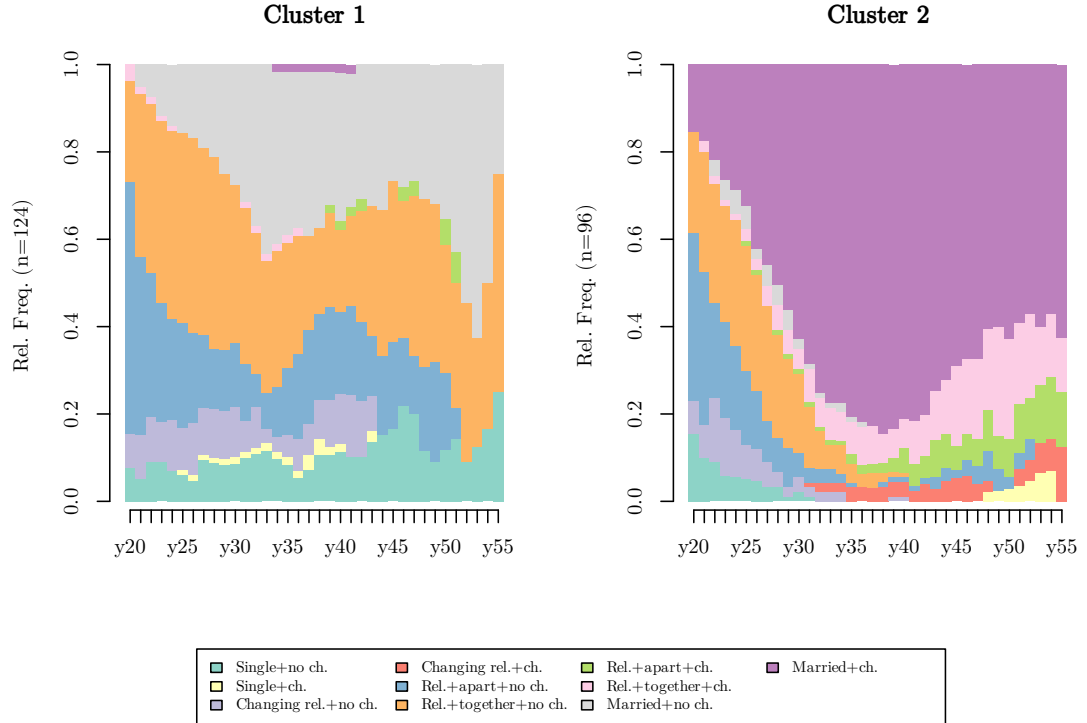 Cluster 1
Cluster 2
Rel. Freq. (n=124)
0.0
0.2
0.4
0.6
0.8
1.0
y20
y25
y30
y35
y40
y45
y50
y55
Rel. Freq. (n=96)
0.0
0.2
0.4
0.6
0.8
1.0
y20
y25
y30
y35
y40
y45
y50
y55
Single+no ch.
Single+ch.
Changing rel.+no ch.
Changing rel.+ch.
Rel.+apart+no ch.
Rel.+together+no ch.
Rel.+apart+ch.
Rel.+together+ch.
Married+no ch.
Married+ch.